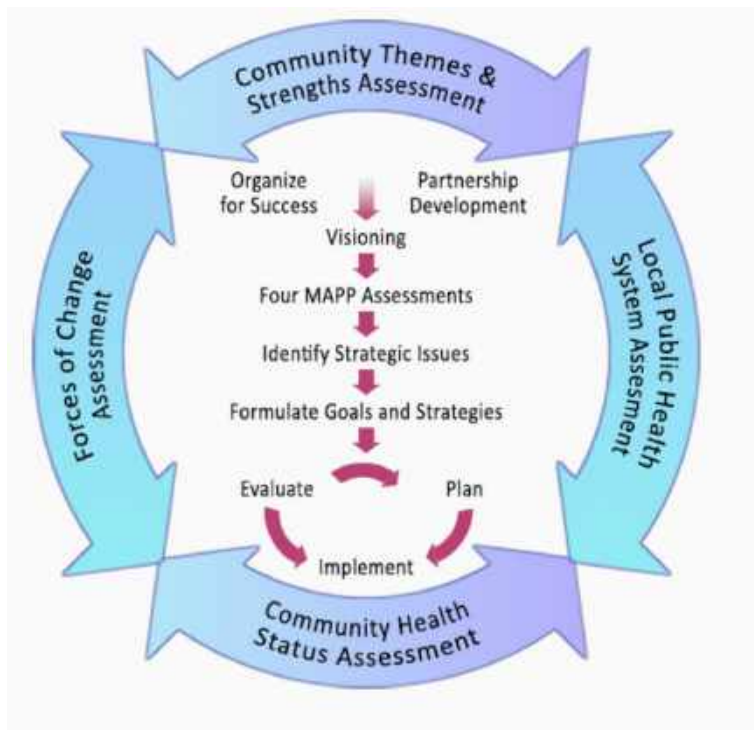 Community Themes &
Strengths Assessment
Organize
for Success
Partnership
Development
Visioning
Four MAPP Assessments
Identify Strategic Issues
Formulate Goals and Strategies
Evaluate
Plan
Implement
Forces of Change
Assessment
Local Public Health
System Assesment
Community Health
Status Assessment